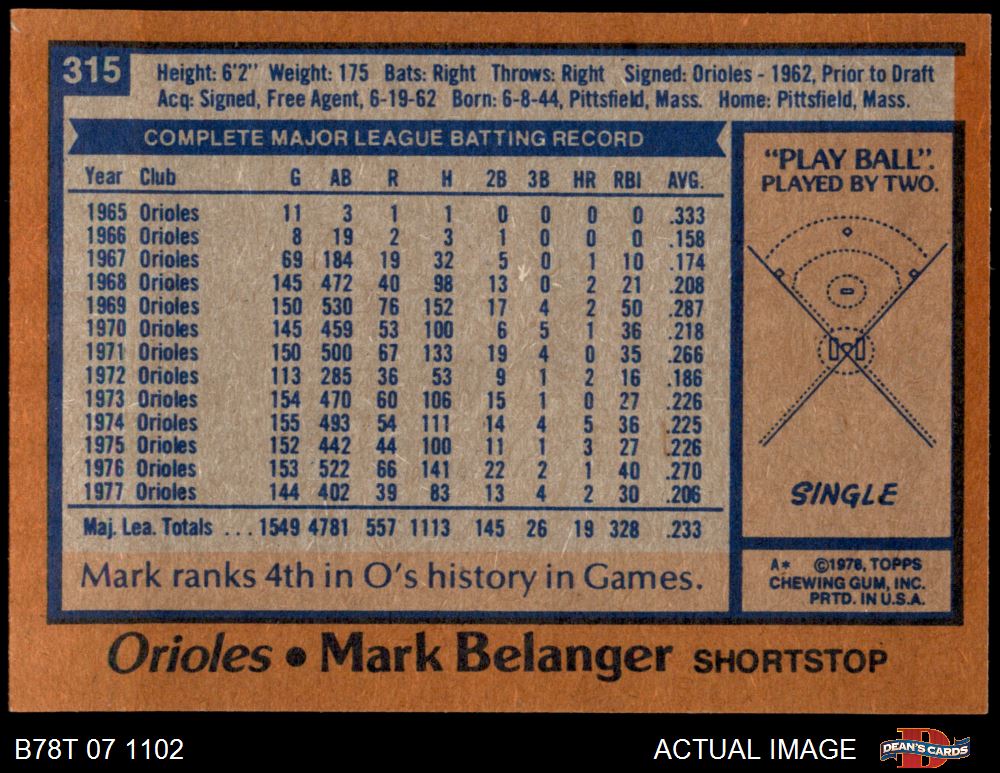 315
Height: 6'2" Weight: 175 Bats: Right Throws: Right Signed: Orioles - 1962, Prior to Draft
Acq: Signed, Free Agent, 6-19-62 Born: 6-8-44, Pittsfield, Mass. Home: Pittsfield, Mass.
COMPLETE MAJOR LEAGUE BATTING RECORD
Year Club G AB R H 2B 3B HR RBI AVG.
1965 Orioles 11 3 1 1 0 0 0 0 .333
1966 Orioles 8 19 2 3 1 0 0 0 .158
1967 Orioles 69 184 19 32 5 0 1 10 .174
1968 Orioles 145 472 40 98 13 0 2 21 .208
1969 Orioles 150 530 76 152 17 4 2 50 .287
1970 Orioles 145 459 53 100 6 5 1 36 .218
1971 Orioles 150 500 67 133 19 4 0 35 .266
1972 Orioles 113 285 36 53 9 1 2 16 .186
1973 Orioles 154 470 60 106 15 1 0 27 .226
1974 Orioles 155 493 54 111 14 4 5 36 .225
1975 Orioles 152 442 44 100 11 1 3 27 .226
1976 Orioles 153 522 66 141 22 2 1 40 .270
1977 Orioles 144 402 39 83 13 4 2 30 .206
Maj. Lea. Totals ... 1549 4781 557 1113 145 26 19 328 .233
Mark ranks 4th in O's history in Games.
"PLAY BALL".
PLAYED BY TWO.
SINGLE
A* ©1978, TOPPS
CHEWING GUM, INC.
PRTD. IN U.S.A.
Orioles • Mark Belanger SHORTSTOP
B78T 07 1102 ACTUAL IMAGE DEAN'S CARDS